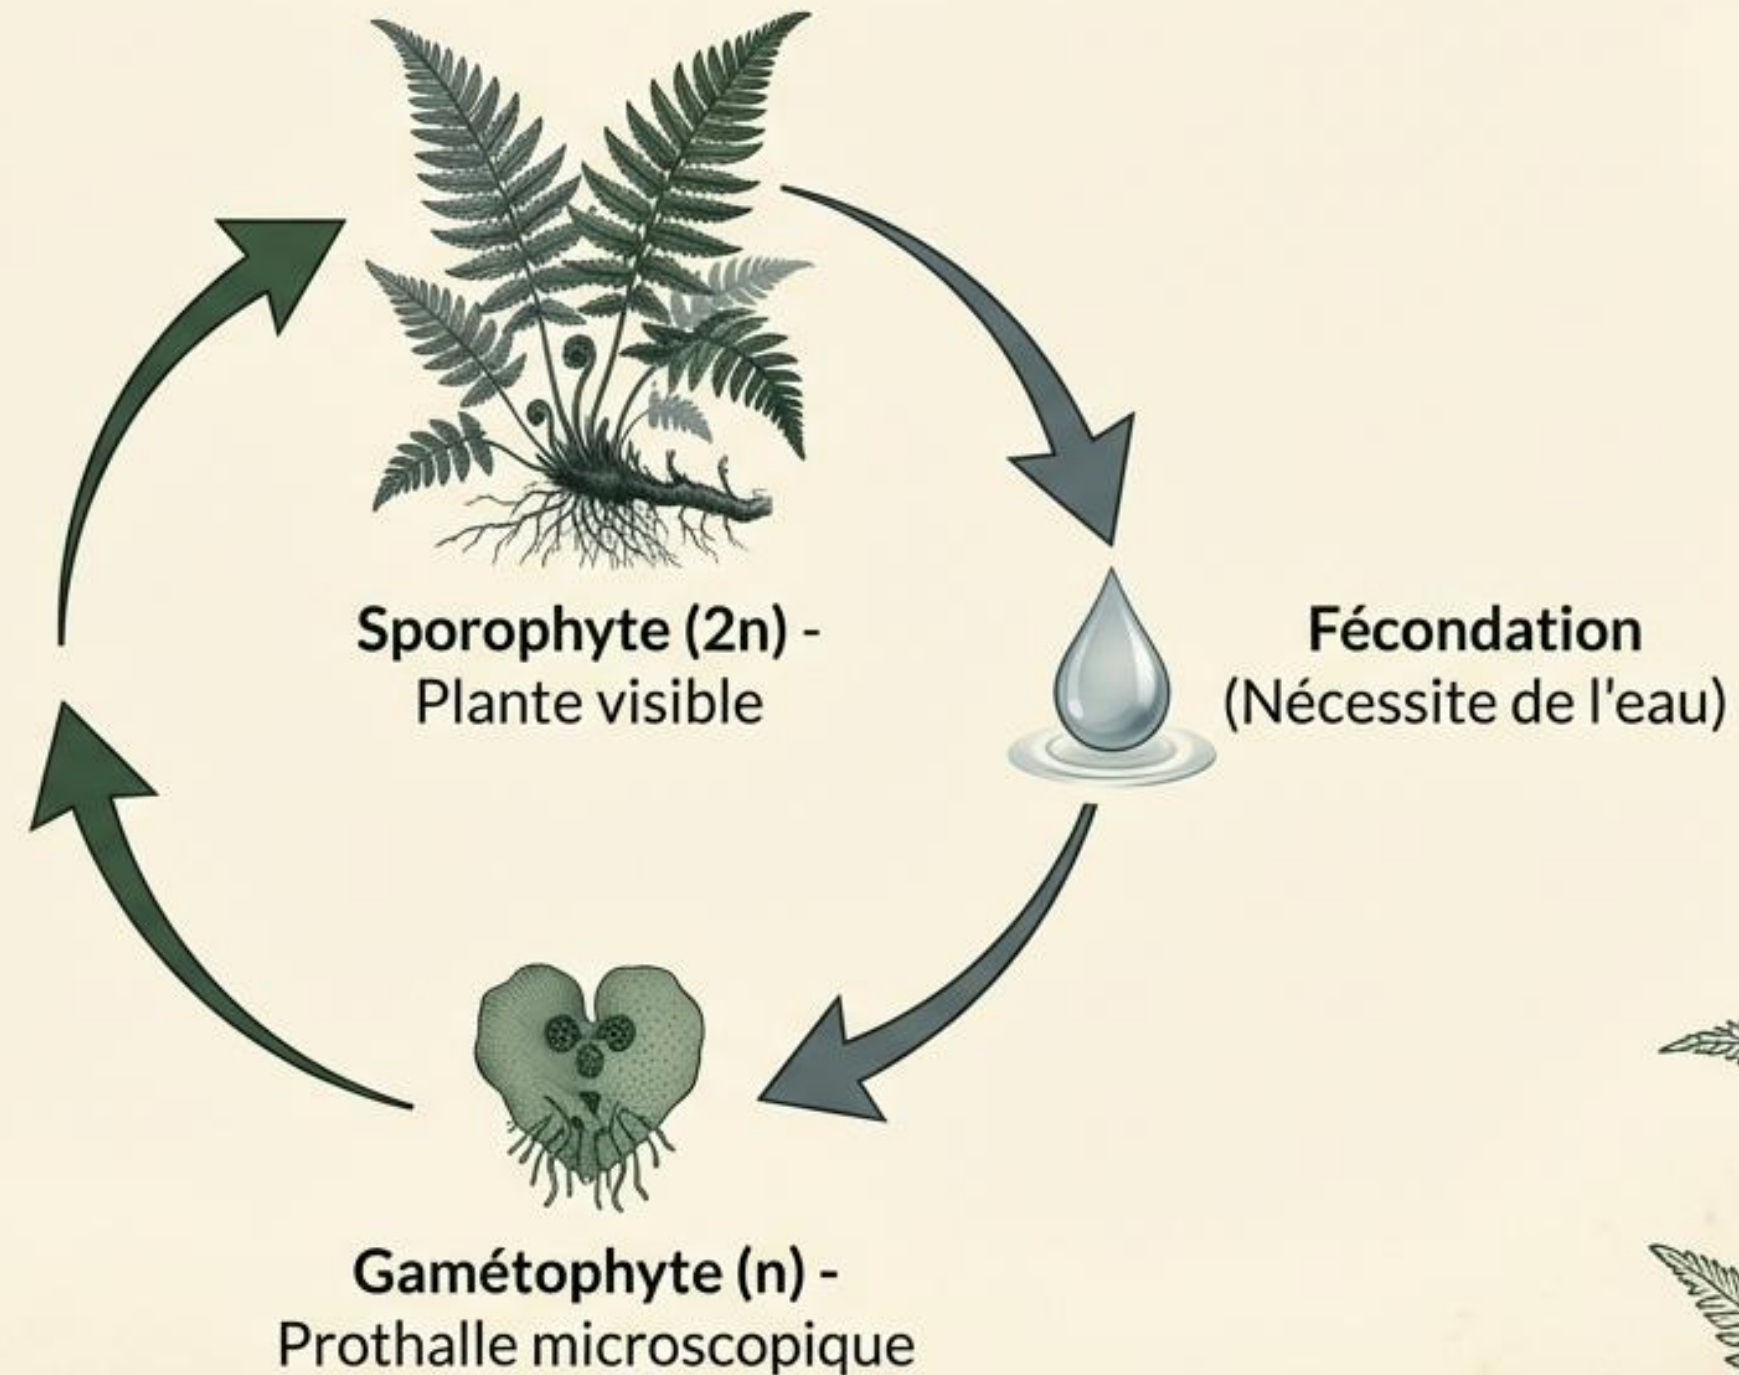 Sporophyte (2n) -
Plante visible
Fécondation
(Nécessite de l'eau)
Gamétophyte (n) -
Prothalle microscopique